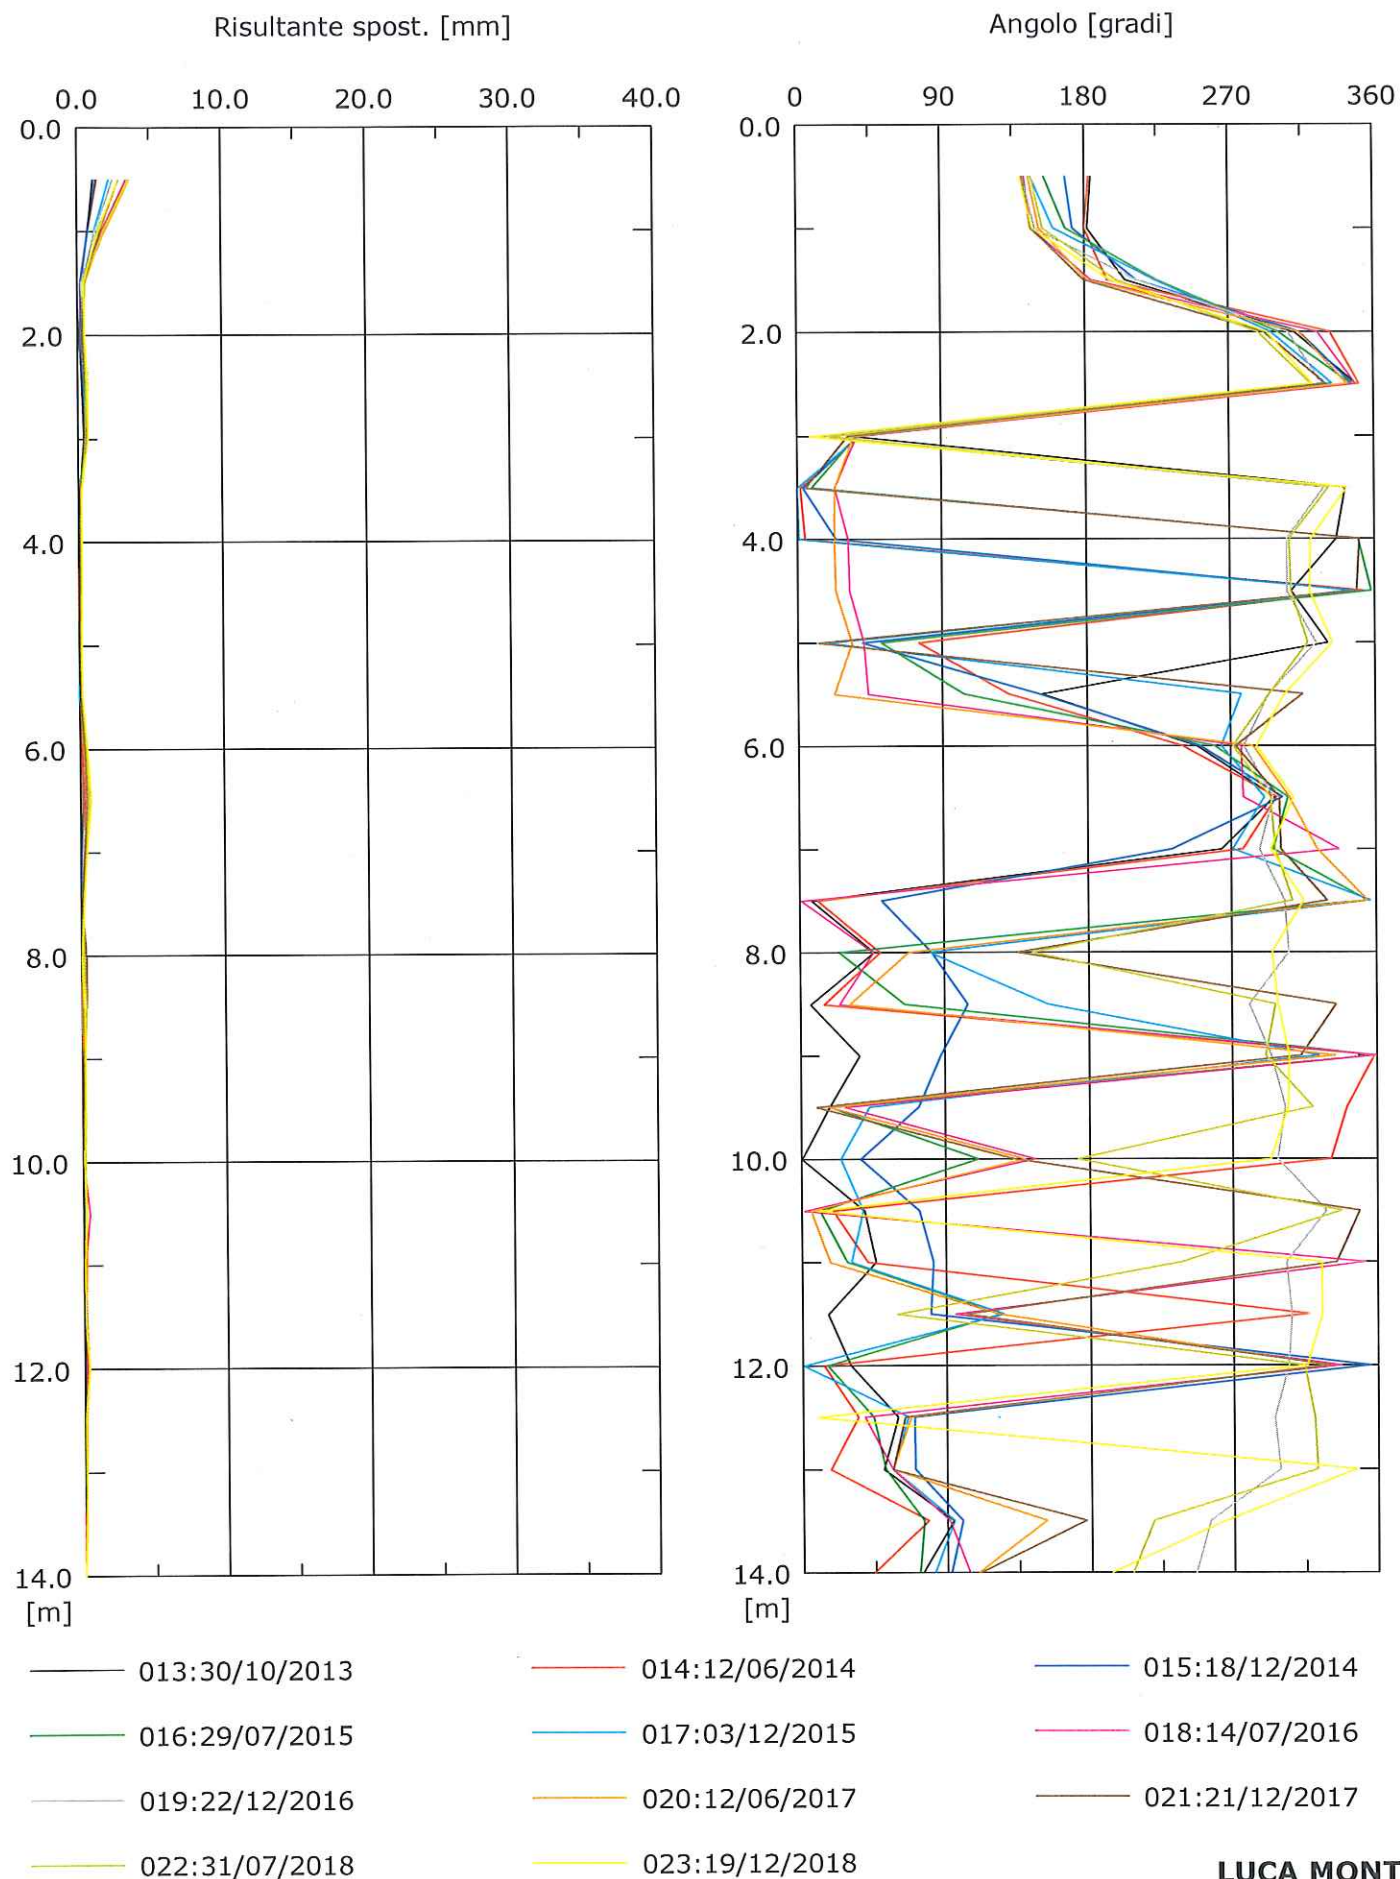 Risultante spost. [mm]
Angolo [gradi]
0.0 10.0 20.0 30.0 40.0
0 90 180 270 360
0.0 0.0
2.0 2.0
4.0 4.0
6.0 6.0
8.0 8.0
10.0 10.0
12.0 12.0
14.0 14.0
[m] [m]
013:30/10/2013 014:12/06/2014 015:18/12/2014
016:29/07/2015 017:03/12/2015 018:14/07/2016
019:22/12/2016 020:12/06/2017 021:21/12/2017
022:31/07/2018 023:19/12/2018
LUCA MONT